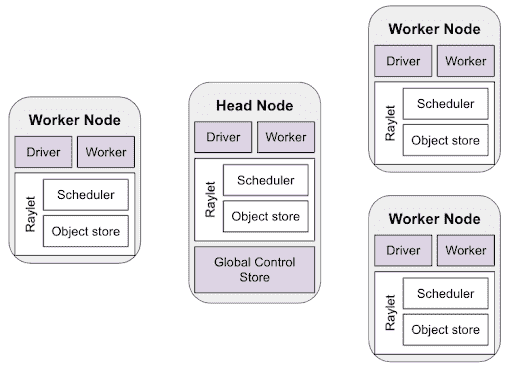 Worker Node
Driver Worker
Raylet
Scheduler
Object store
Head Node
Driver Worker
Raylet
Scheduler
Object store
Global Control
Store
Worker Node
Driver Worker
Raylet
Scheduler
Object store
Worker Node
Driver Worker
Raylet
Scheduler
Object store